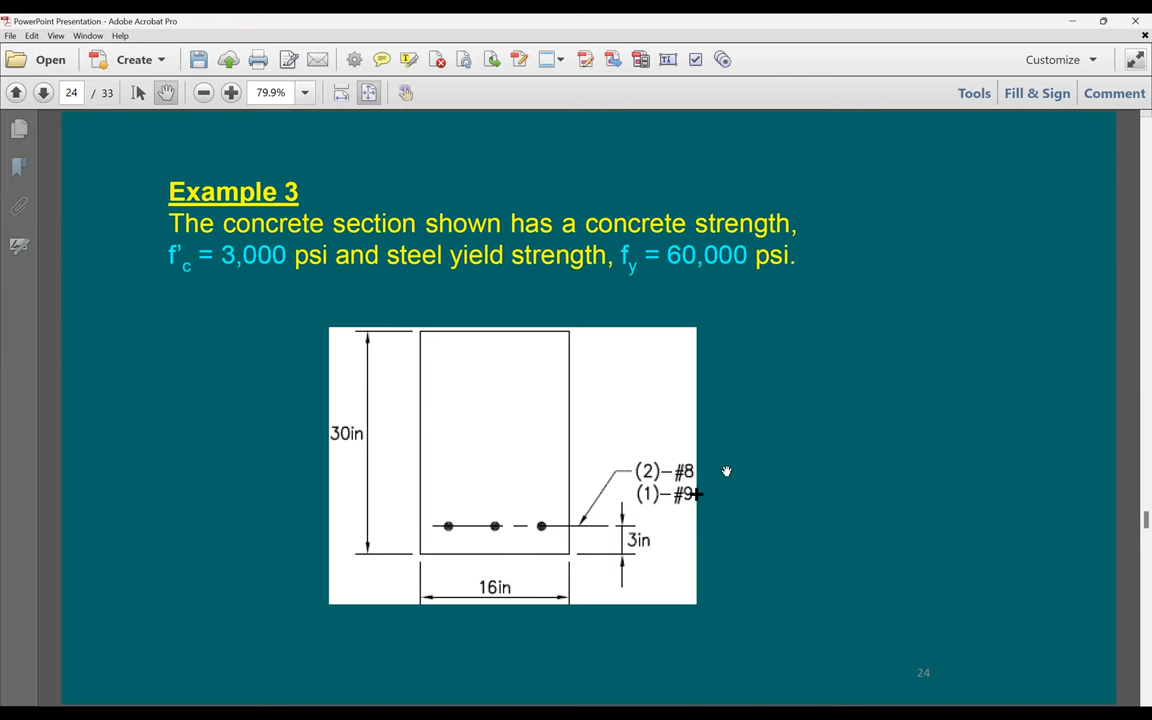 PowerPoint Presentation - Adobe Acrobat Pro
File Edit View Window Help
Open Create Customize
24 / 33 79.9% Tools Fill & Sign Comment
Example 3
The concrete section shown has a concrete strength,
f'c = 3,000 psi and steel yield strength, fy = 60,000 psi.
30in
(2)-#8
(1)-#9
3in
16in
24